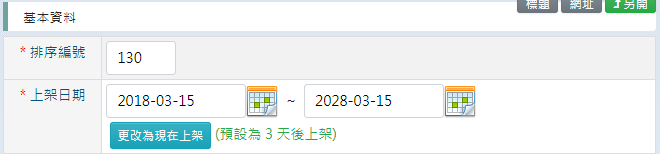 標題 網址 另開
基本資料
* 排序編號 130
* 上架日期 2018-03-15 ~ 2028-03-15
更改為現在上架 (預設為 3 天後上架)